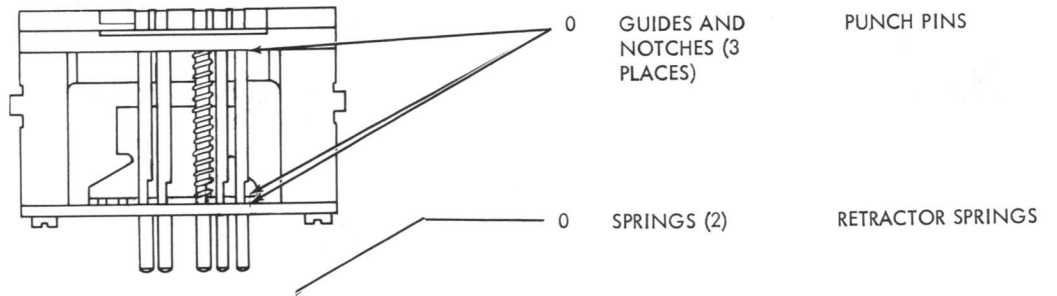 0 GUIDES AND NOTCHES (3 PLACES) PUNCH PINS
0 SPRINGS (2) RETRACTOR SPRINGS